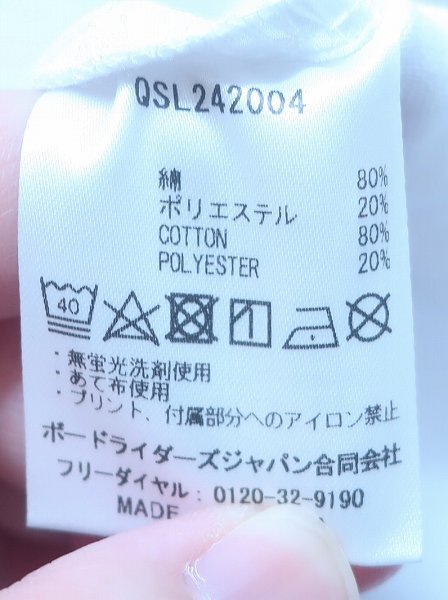 QSL242004
綿 80%
ポリエステル 20%
COTTON 80%
POLYESTER 20%
40
・無蛍光洗剤使用
・あて布使用
・プリント、付属部分へのアイロン禁止
ボードライダーズジャパン合同会社
フリーダイヤル：0120-32-9190
MADE